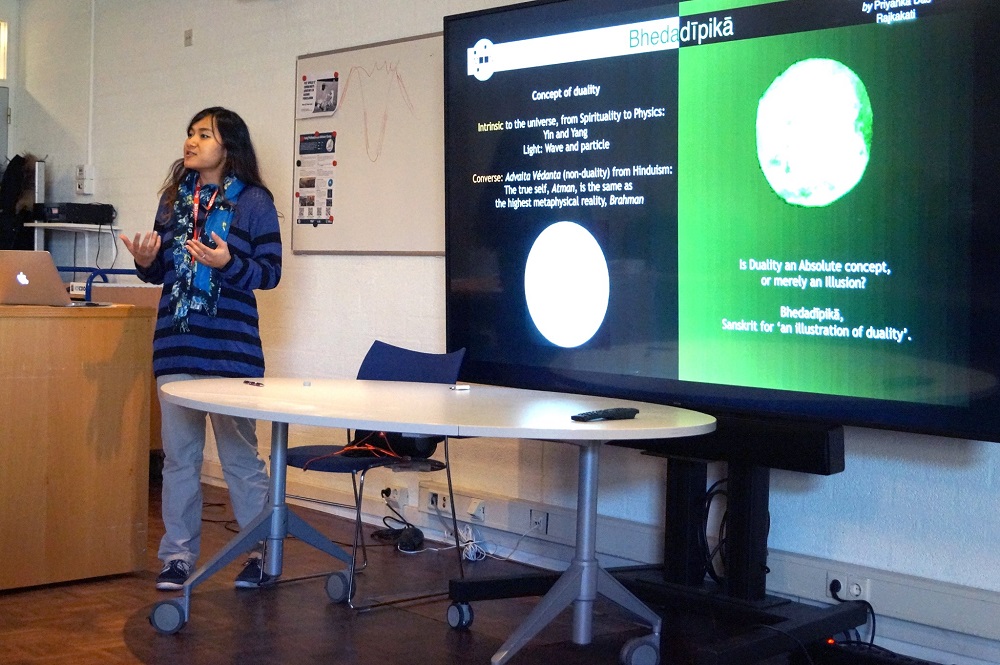 by Priyanka Das
Rajkakali
Bhedadīpikā
Concept of duality
Intrinsic to the universe, from Spirituality to Physics:
Yin and Yang
Light: Wave and particle
Converse: Advaita Védanta (non-duality) from Hinduism:
The true self, Atman, is the same as
the highest metaphysical reality, Brahman
Is Duality an Absolute concept,
or merely an Illusion?
Bhedadīpikā,
Sanskrit for ‘an illustration of duality’.